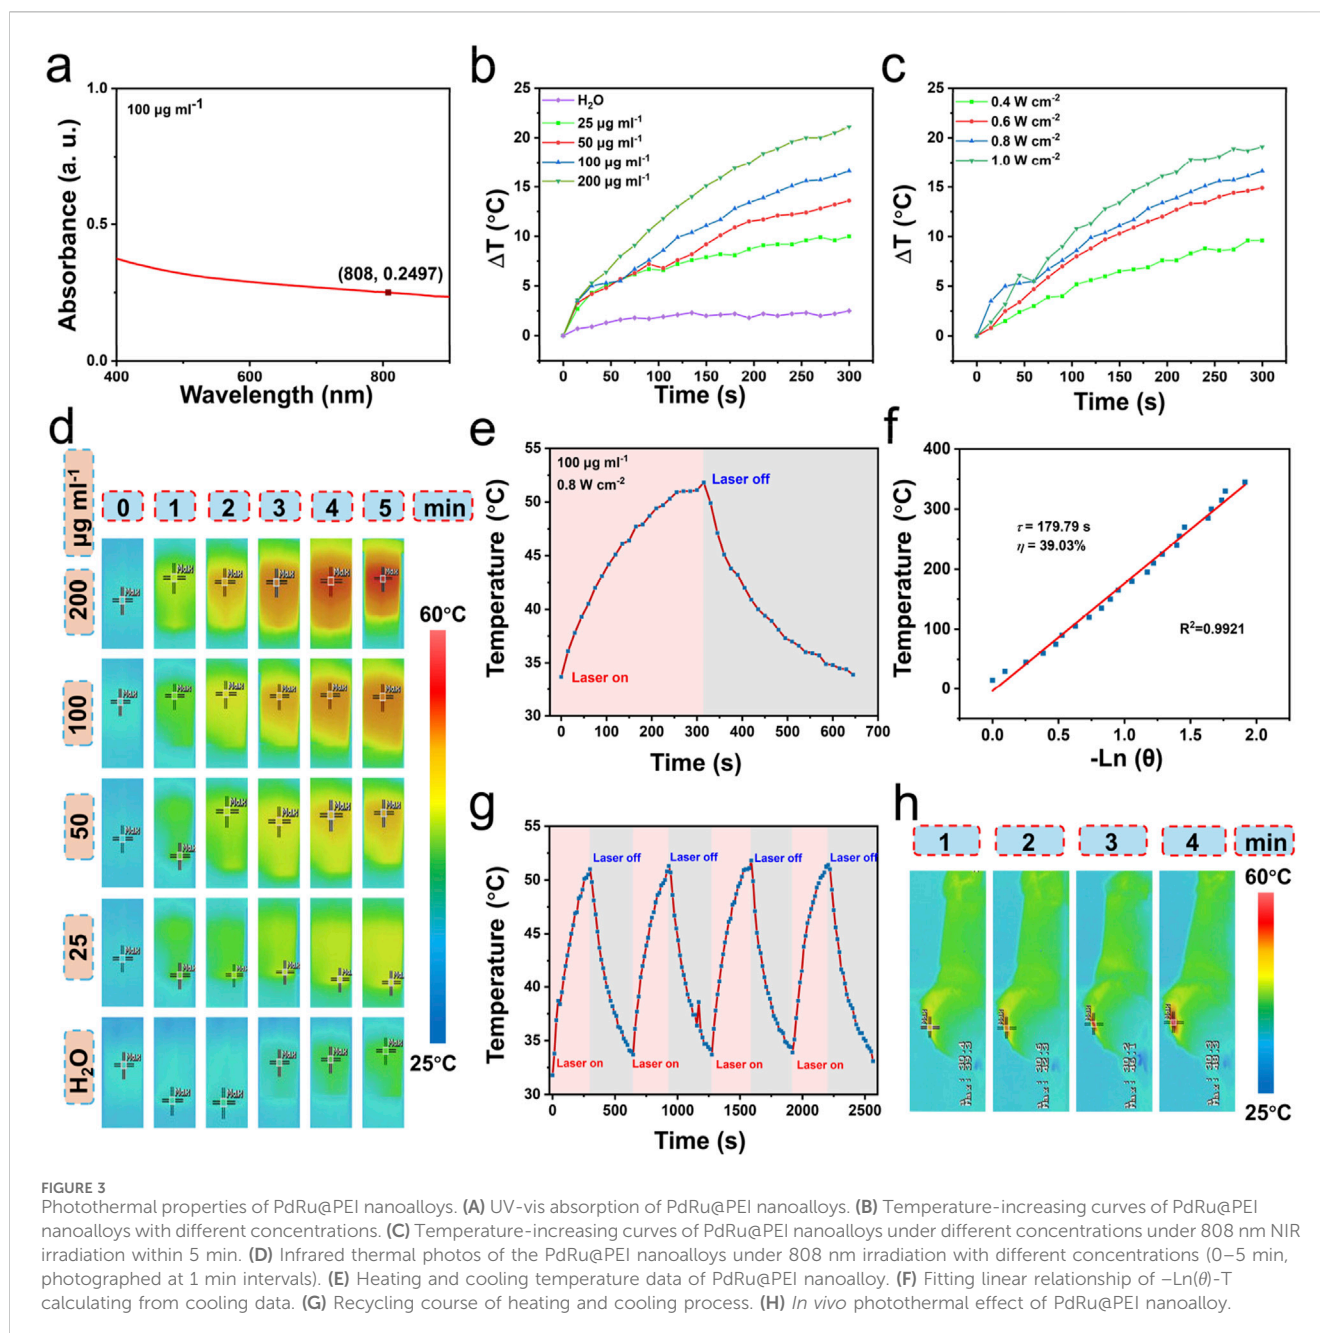 a
100 µg ml⁻¹
Absorbance (a. u.)
1.0
0.5
0.0
(808, 0.2497)
400
600
800
Wavelength (nm)
b
ΔT (°C)
25
20
15
10
5
0
H₂O
25 µg ml⁻¹
50 µg ml⁻¹
100 µg ml⁻¹
200 µg ml⁻¹
0 50 100 150 200 250 300
Time (s)
c
ΔT (°C)
25
20
15
10
5
0
0.4 W cm⁻²
0.6 W cm⁻²
0.8 W cm⁻²
1.0 W cm⁻²
0 50 100 150 200 250 300
Time (s)
d
µg ml⁻¹
0 1 2 3 4 5 min
200
100
50
25
H₂O
60°C
25°C
e
Temperature (°C)
55
50
45
40
35
30
100 µg ml⁻¹
0.8 W cm⁻²
Laser off
Laser on
0 100 200 300 400 500 600 700
Time (s)
f
Temperature (°C)
400
300
200
100
0
τ = 179.79 s
η = 39.03%
R²=0.9921
0.0 0.5 1.0 1.5 2.0
-Ln (θ)
g
Temperature (°C)
55
50
45
40
35
30
Laser off Laser off Laser off Laser off
Laser on Laser on Laser on Laser on
0 500 1000 1500 2000 2500
Time (s)
h
1 2 3 4 min
60°C
25°C
FIGURE 3
Photothermal properties of PdRu@PEI nanoalloys. (A) UV-vis absorption of PdRu@PEI nanoalloys. (B) Temperature-increasing curves of PdRu@PEI
nanoalloys with different concentrations. (C) Temperature-increasing curves of PdRu@PEI nanoalloys under different concentrations under 808 nm NIR
irradiation within 5 min. (D) Infrared thermal photos of the PdRu@PEI nanoalloys under 808 nm irradiation with different concentrations (0–5 min,
photographed at 1 min intervals). (E) Heating and cooling temperature data of PdRu@PEI nanoalloy. (F) Fitting linear relationship of –Ln(θ)-T
calculating from cooling data. (G) Recycling course of heating and cooling process. (H) In vivo photothermal effect of PdRu@PEI nanoalloy.